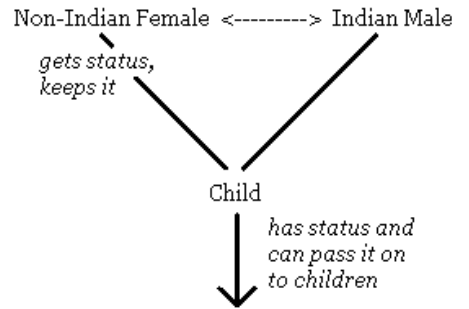 Non-Indian Female <---------> Indian Male
gets status,
keeps it
Child
has status and
can pass it on
to children